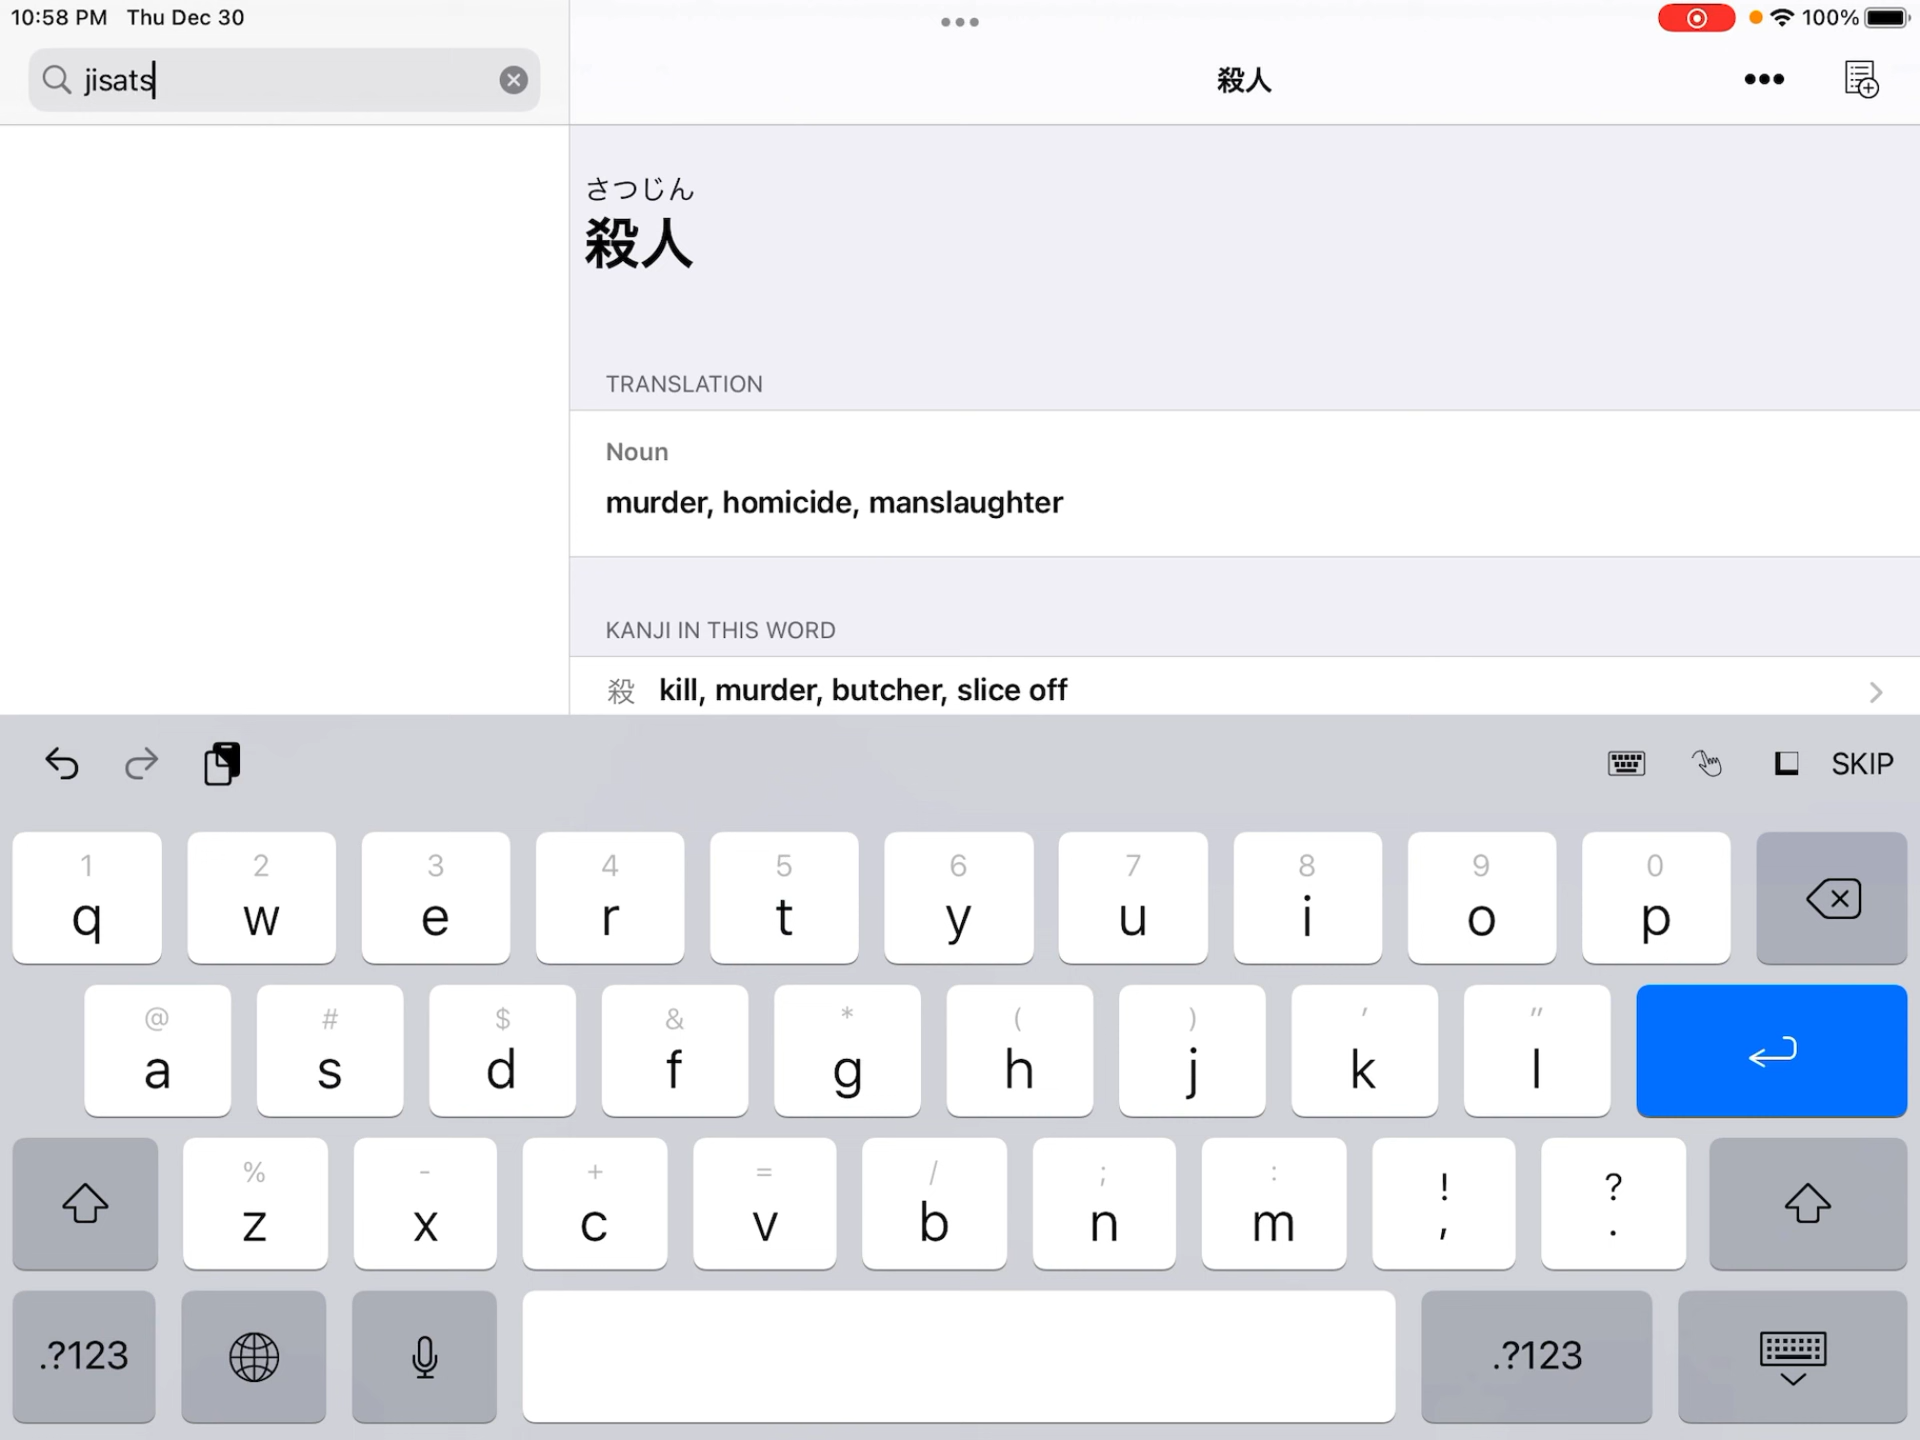 10:58 PM Thu Dec 30
100%
jisats
殺人
さつじん
殺人
TRANSLATION
Noun
murder, homicide, manslaughter
KANJI IN THIS WORD
殺 kill, murder, butcher, slice off
SKIP
1 2 3 4 5 6 7 8 9 0
q w e r t y u i o p
@ # $ & * ( ) ' "
a s d f g h j k l
% - + = / ; : ! ?
z x c v b n m , .
.?123 .?123